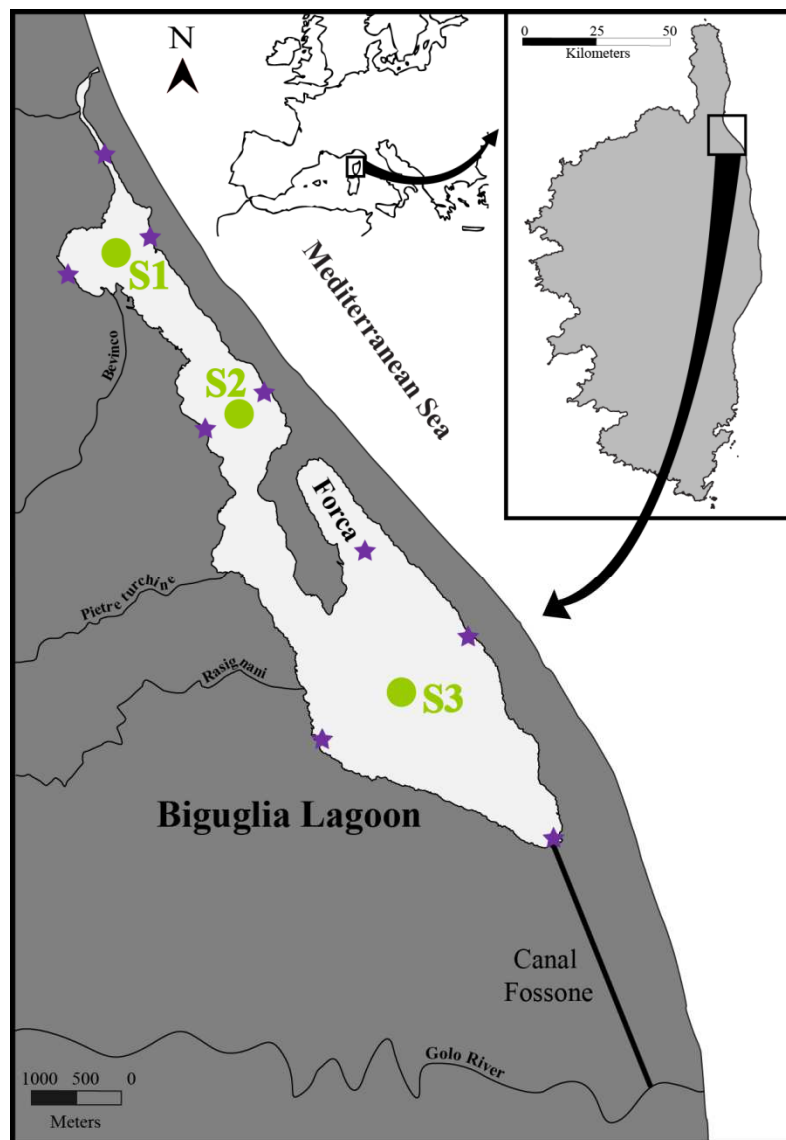 N
0 25 50
Kilometers
Mediterranean Sea
S1
Bevinco
S2
Forca
Pietre turchine
Rasignani
S3
Biguglia Lagoon
Canal
Fossone
Golo River
1000 500 0
Meters